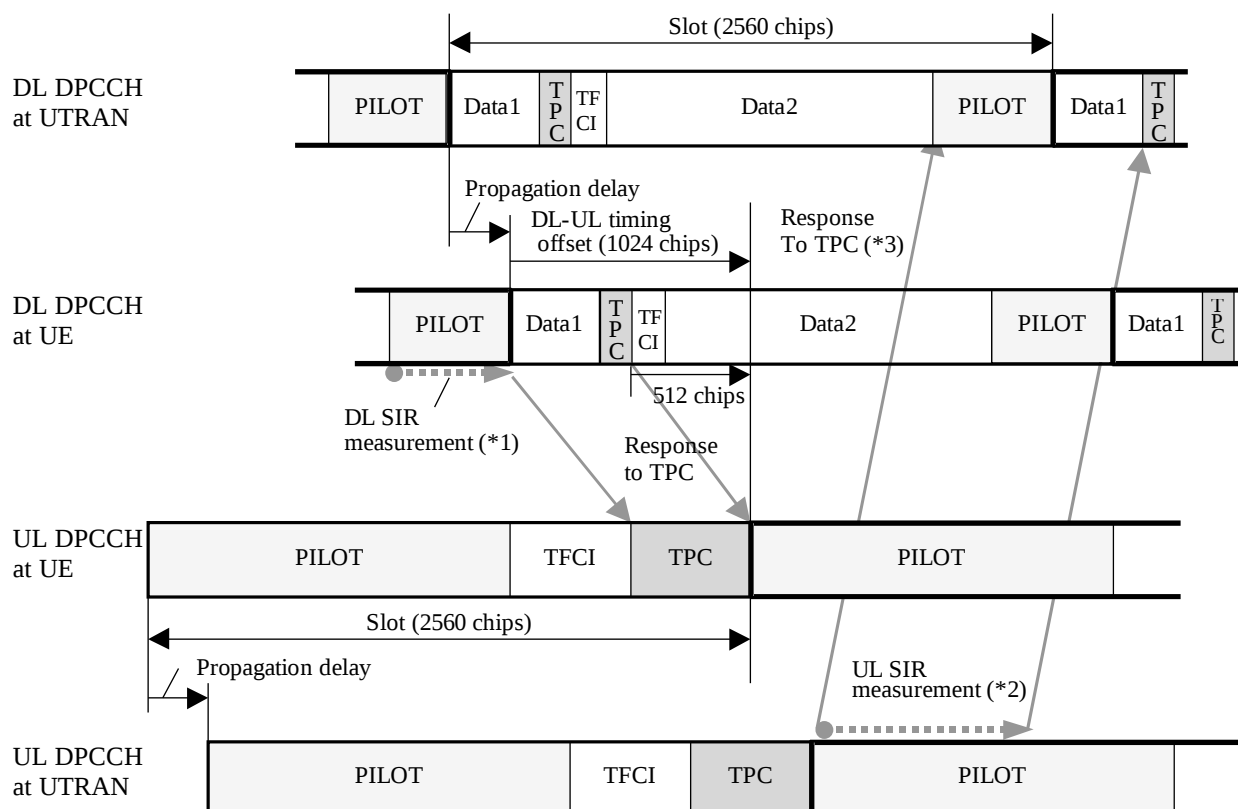 Slot (2560 chips)
DL DPCCH
at UTRAN
PILOT
Data1
T
P
C
TF
CI
Data2
PILOT
Data1
T
P
C
Propagation delay
DL-UL timing
offset (1024 chips)
Response
To TPC (*3)
DL DPCCH
at UE
PILOT
Data1
T
P
C
TF
CI
Data2
PILOT
Data1
T
P
C
512 chips
DL SIR
measurement (*1)
Response
to TPC
UL DPCCH
at UE
PILOT
TFCI
TPC
PILOT
Slot (2560 chips)
Propagation delay
UL SIR
measurement (*2)
UL DPCCH
at UTRAN
PILOT
TFCI
TPC
PILOT